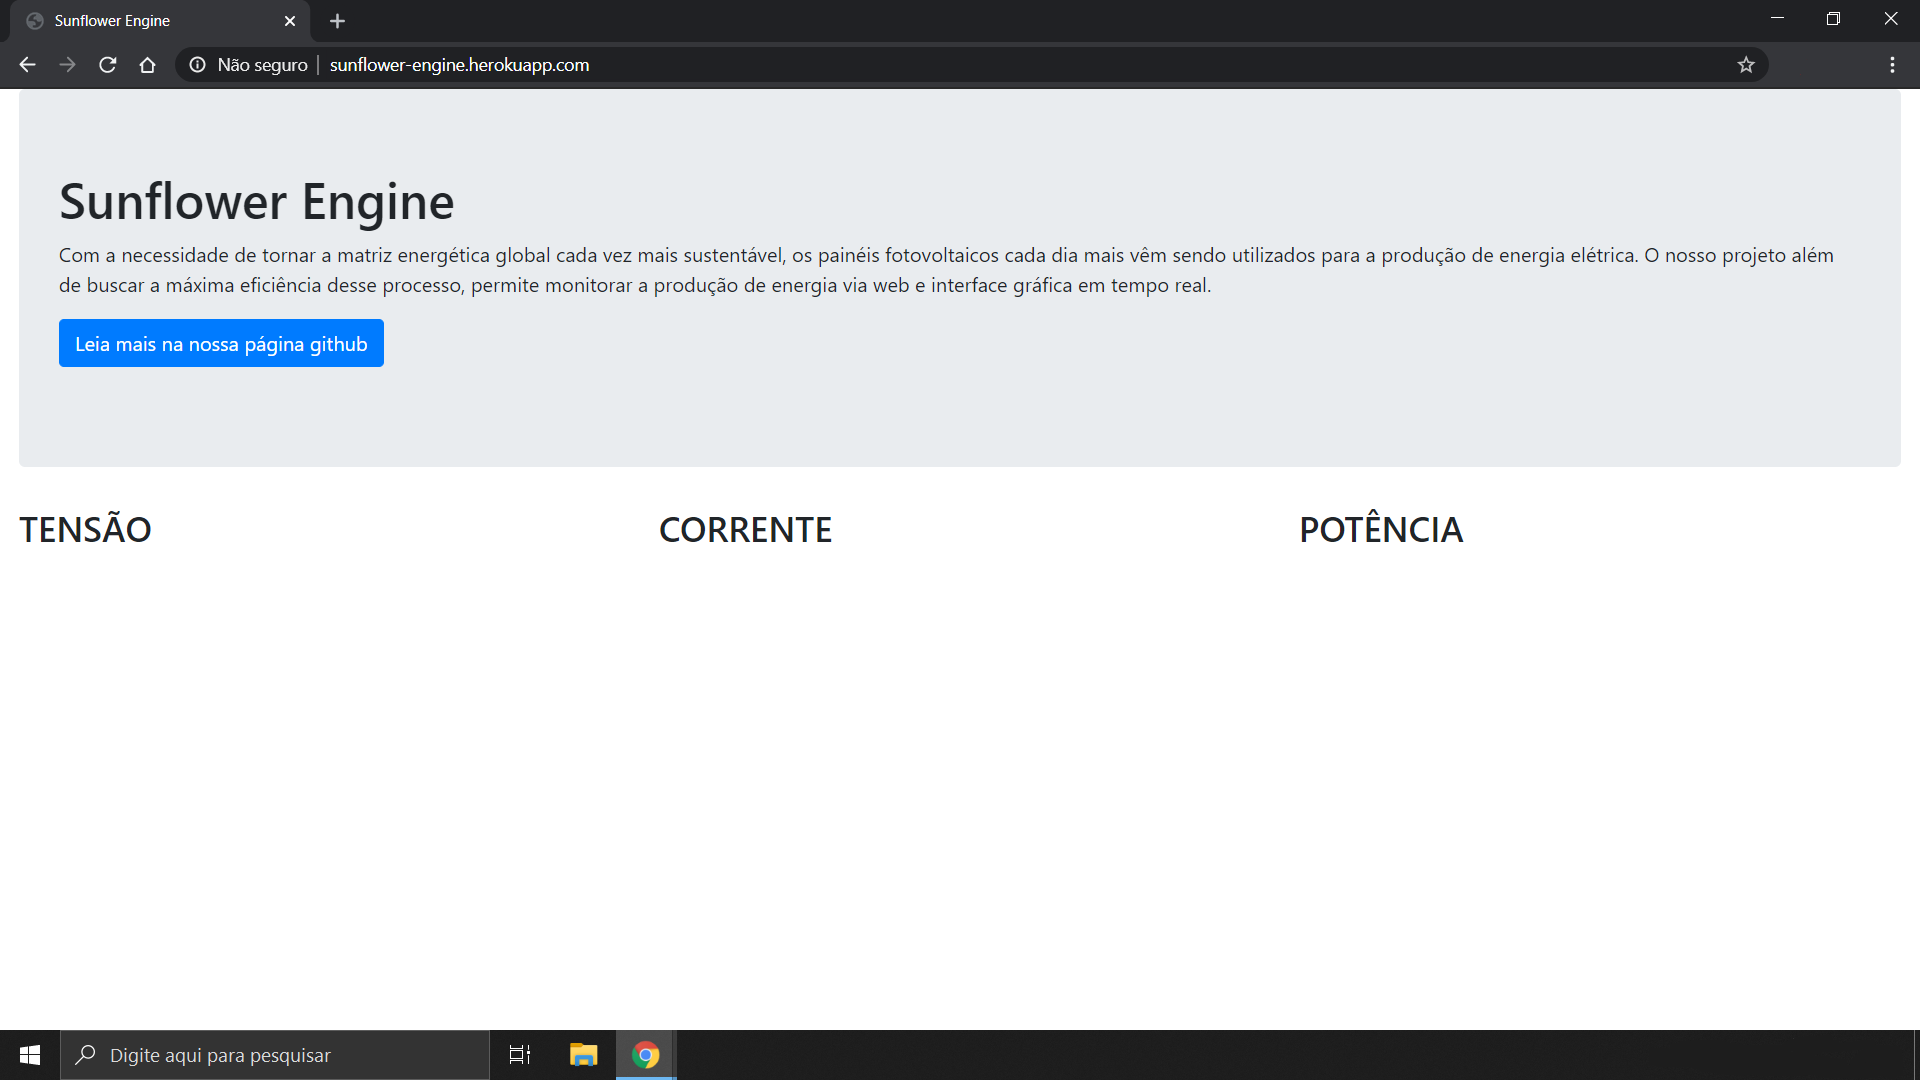 Sunflower Engine
Não seguro
sunflower-engine.herokuapp.com
Sunflower Engine
Com a necessidade de tornar a matriz energética global cada vez mais sustentável, os painéis fotovoltaicos cada dia mais vêm sendo utilizados para a produção de energia elétrica. O nosso projeto além
de buscar a máxima eficiência desse processo, permite monitorar a produção de energia via web e interface gráfica em tempo real.
Leia mais na nossa página github
TENSÃO
CORRENTE
POTÊNCIA
Digite aqui para pesquisar